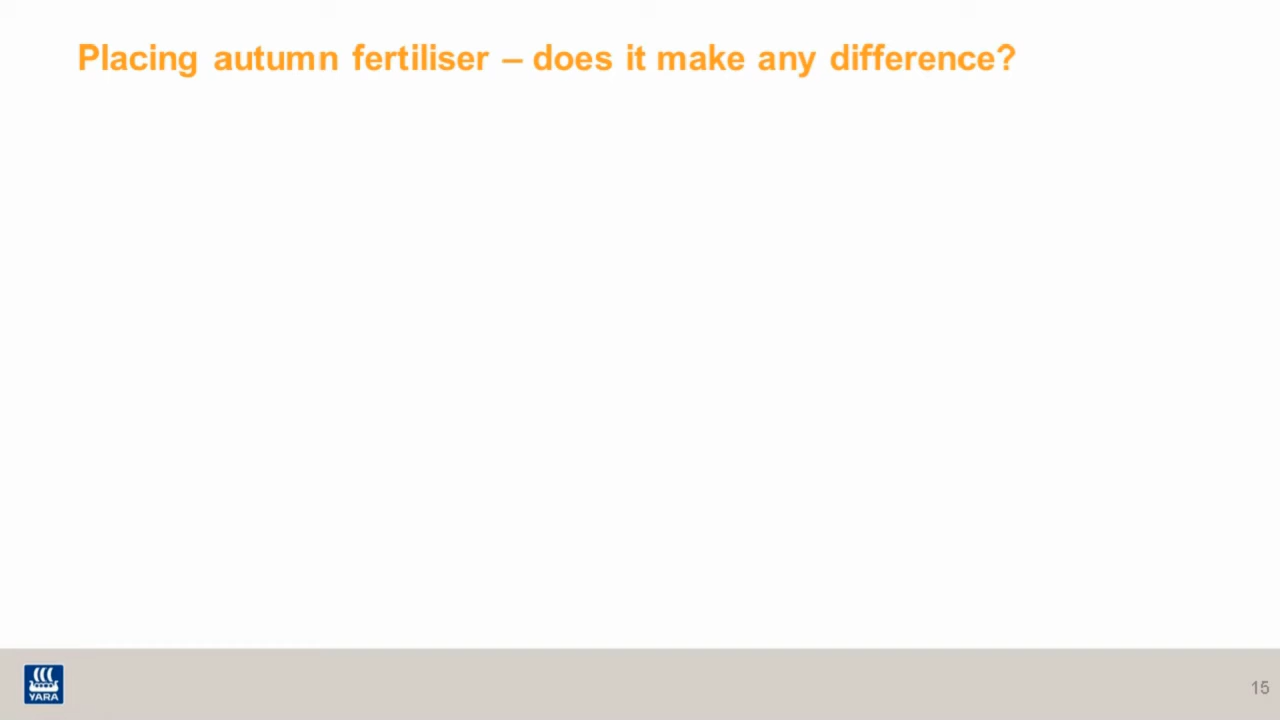 Placing autumn fertiliser – does it make any difference?
YARA
15